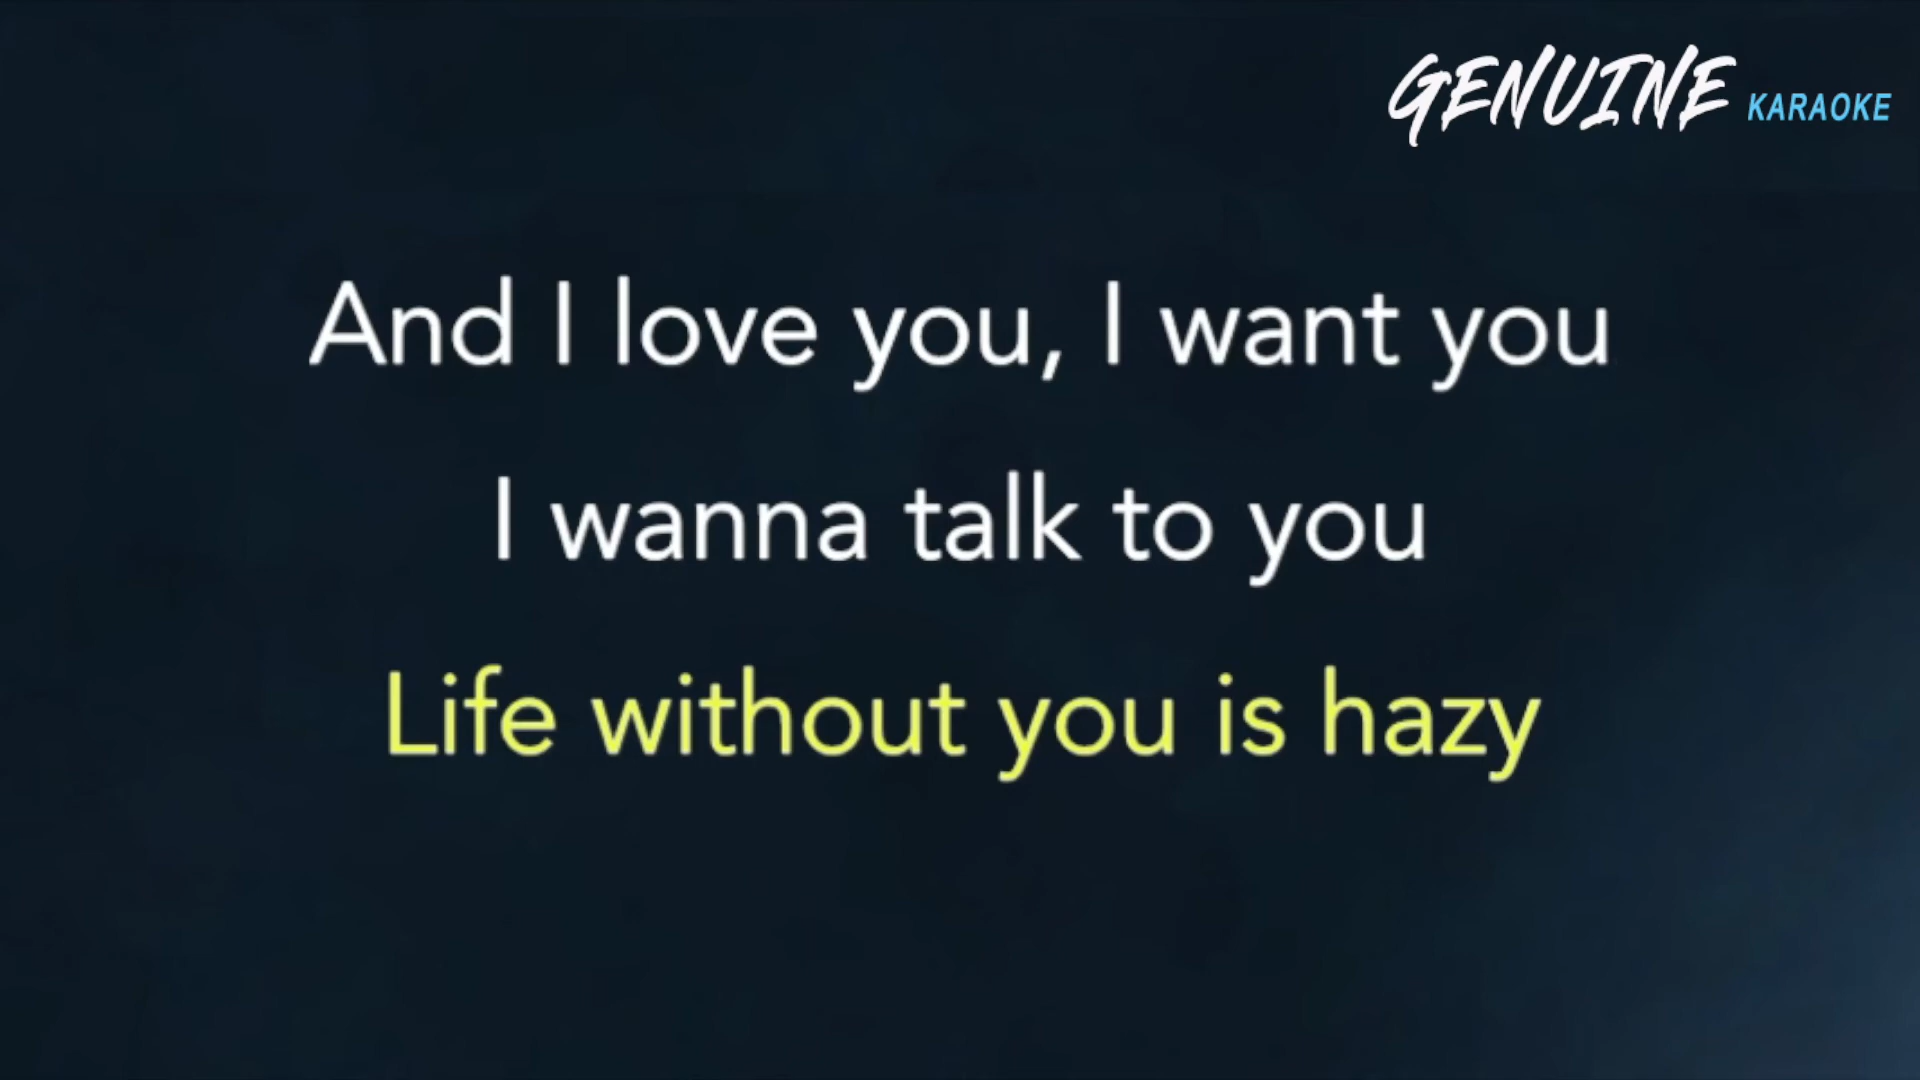 GENUINE KARAOKE
And I love you, I want you
I wanna talk to you
Life without you is hazy